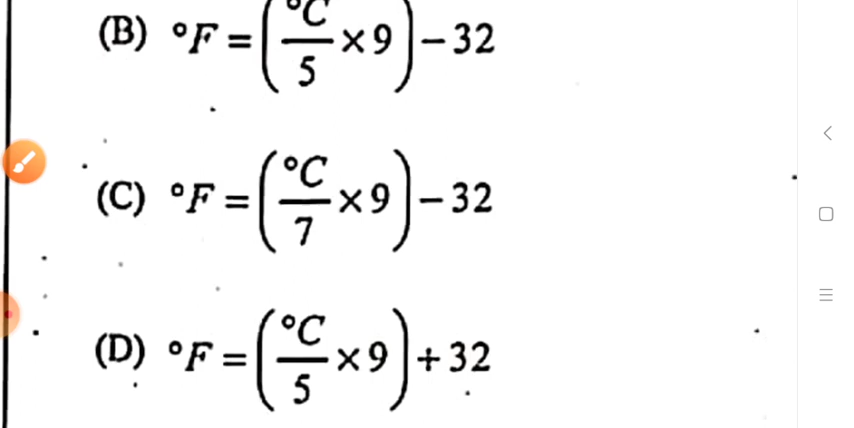 (B) °F = (°C/5 × 9) − 32
(C) °F = (°C/7 × 9) − 32
(D) °F = (°C/5 × 9) + 32